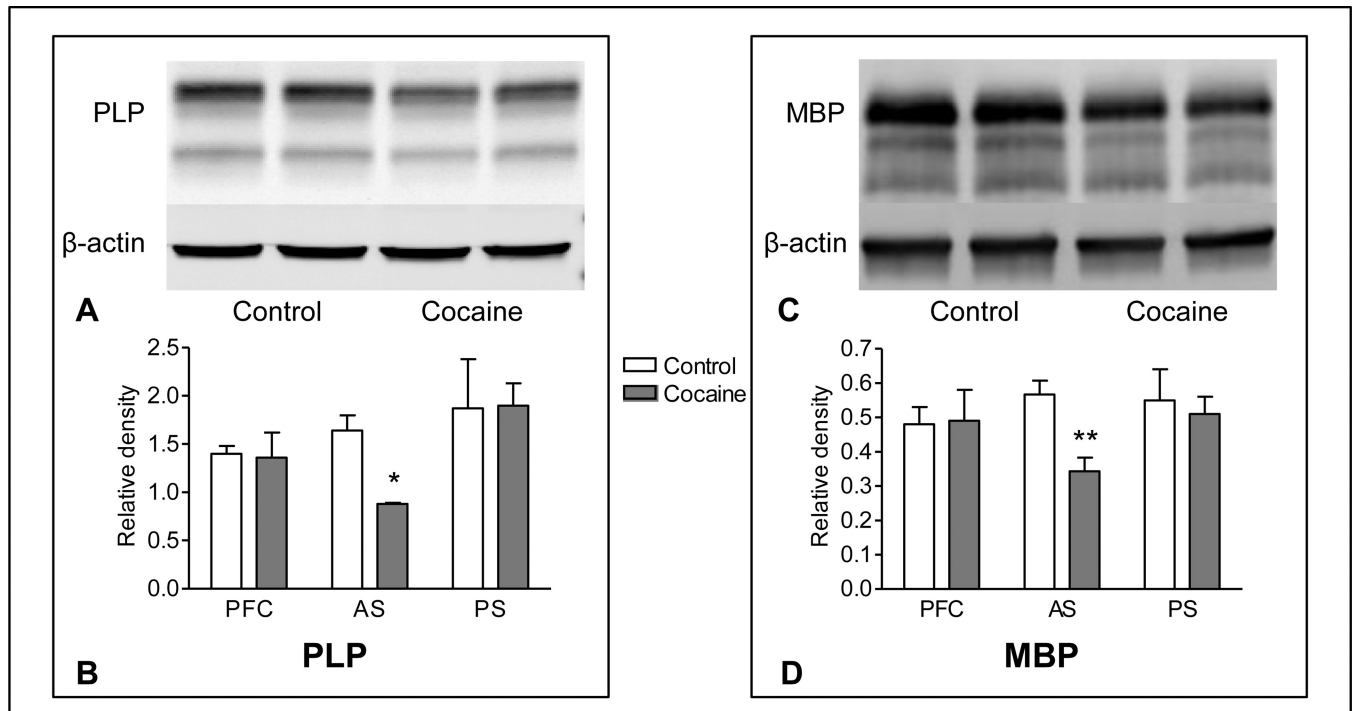 PLP
β-actin
A
Control Cocaine
2.5
2.0
1.5
1.0
0.5
0.0
Relative density
*
PFC AS PS
PLP
B
Control
Cocaine
MBP
β-actin
C
Control Cocaine
0.7
0.6
0.5
0.4
0.3
0.2
0.1
0.0
Relative density
**
PFC AS PS
MBP
D